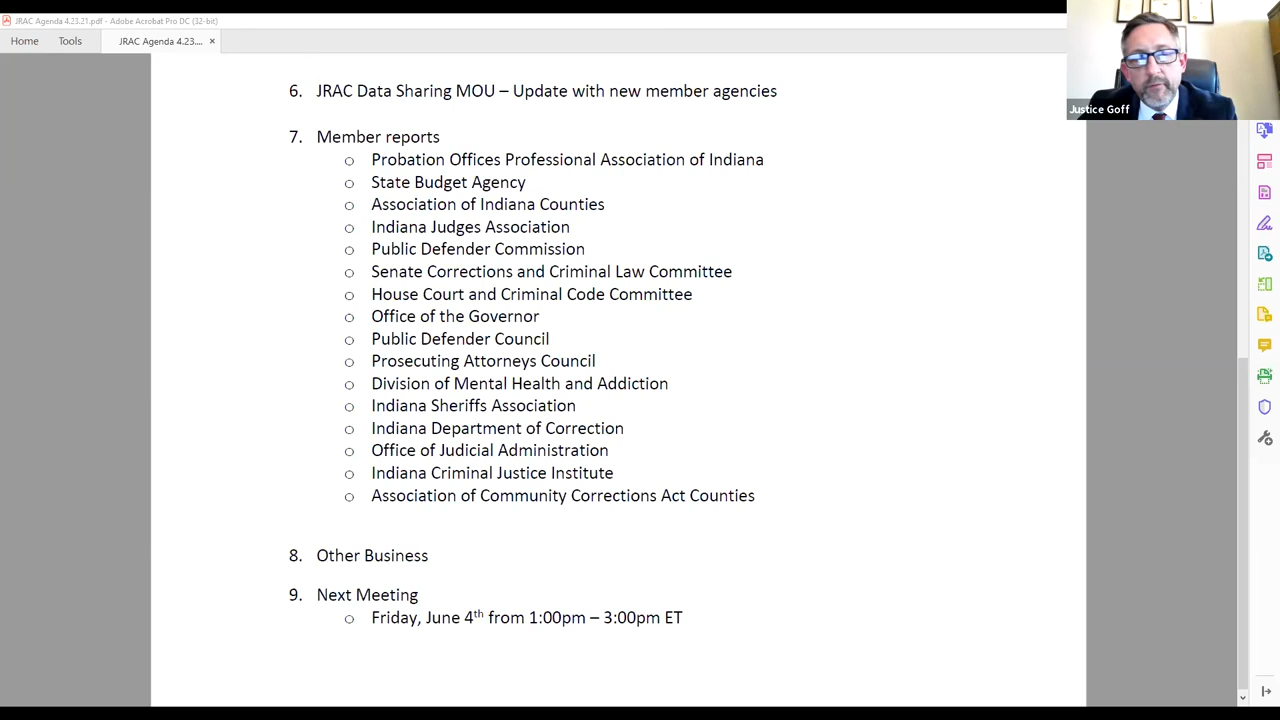 JRAC Agenda 4.23.21.pdf - Adobe Acrobat Pro DC (32-bit)
Home Tools JRAC Agenda 4.23.... ×
Justice Goff
6. JRAC Data Sharing MOU – Update with new member agencies
7. Member reports
o Probation Offices Professional Association of Indiana
o State Budget Agency
o Association of Indiana Counties
o Indiana Judges Association
o Public Defender Commission
o Senate Corrections and Criminal Law Committee
o House Court and Criminal Code Committee
o Office of the Governor
o Public Defender Council
o Prosecuting Attorneys Council
o Division of Mental Health and Addiction
o Indiana Sheriffs Association
o Indiana Department of Correction
o Office of Judicial Administration
o Indiana Criminal Justice Institute
o Association of Community Corrections Act Counties
8. Other Business
9. Next Meeting
o Friday, June 4th from 1:00pm – 3:00pm ET